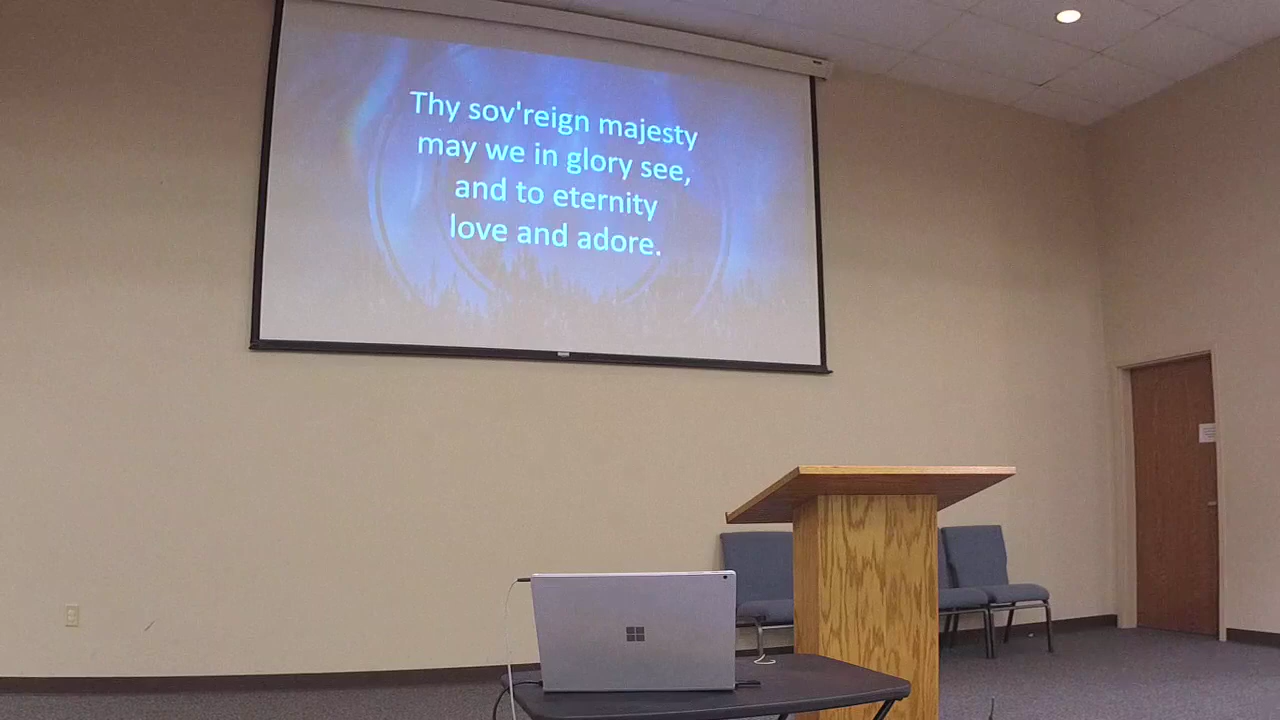 Thy sov'reign majesty
may we in glory see,
and to eternity
love and adore.